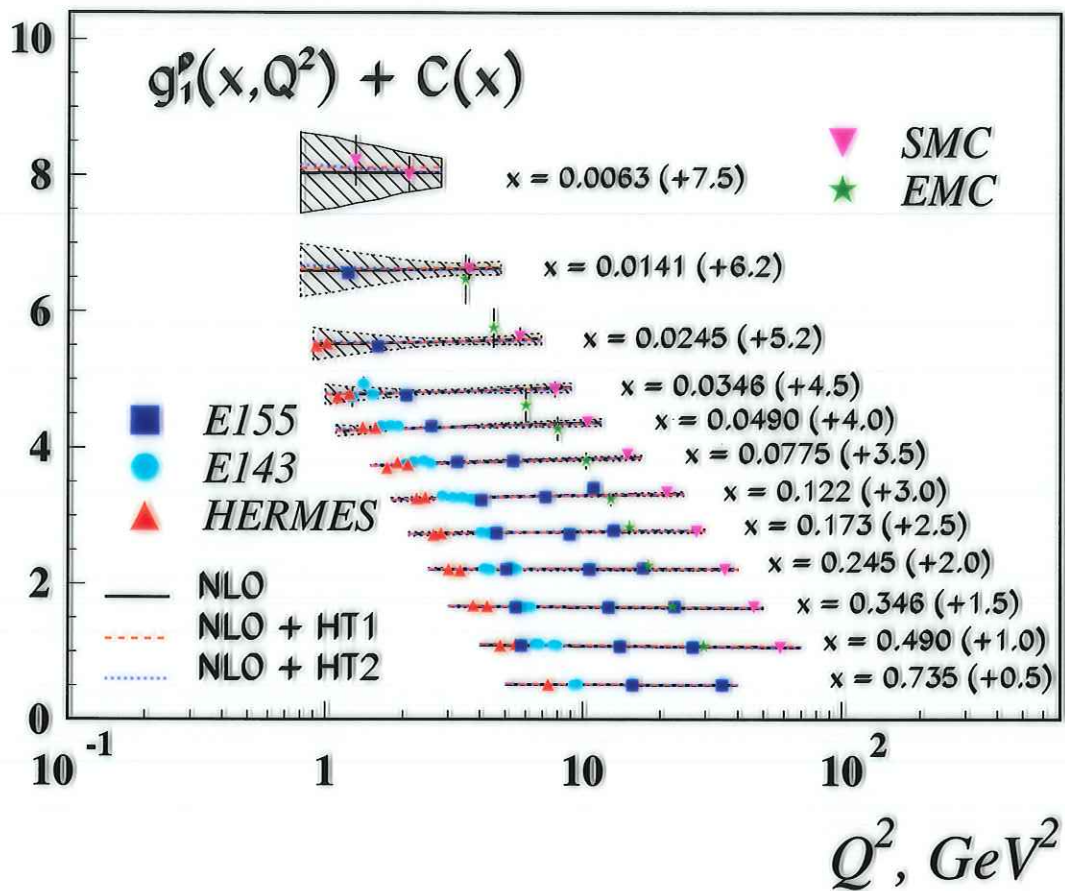 10
g₁ᵖ(x,Q²) + C(x)
SMC
EMC
8
x = 0.0063 (+7.5)
x = 0.0141 (+6.2)
6
x = 0.0245 (+5.2)
x = 0.0346 (+4.5)
E155
x = 0.0490 (+4.0)
E143
4
x = 0.0775 (+3.5)
HERMES
x = 0.122 (+3.0)
x = 0.173 (+2.5)
2
x = 0.245 (+2.0)
NLO
x = 0.346 (+1.5)
NLO + HT1
x = 0.490 (+1.0)
NLO + HT2
x = 0.735 (+0.5)
0
10⁻¹ 1 10 10²
Q², GeV²